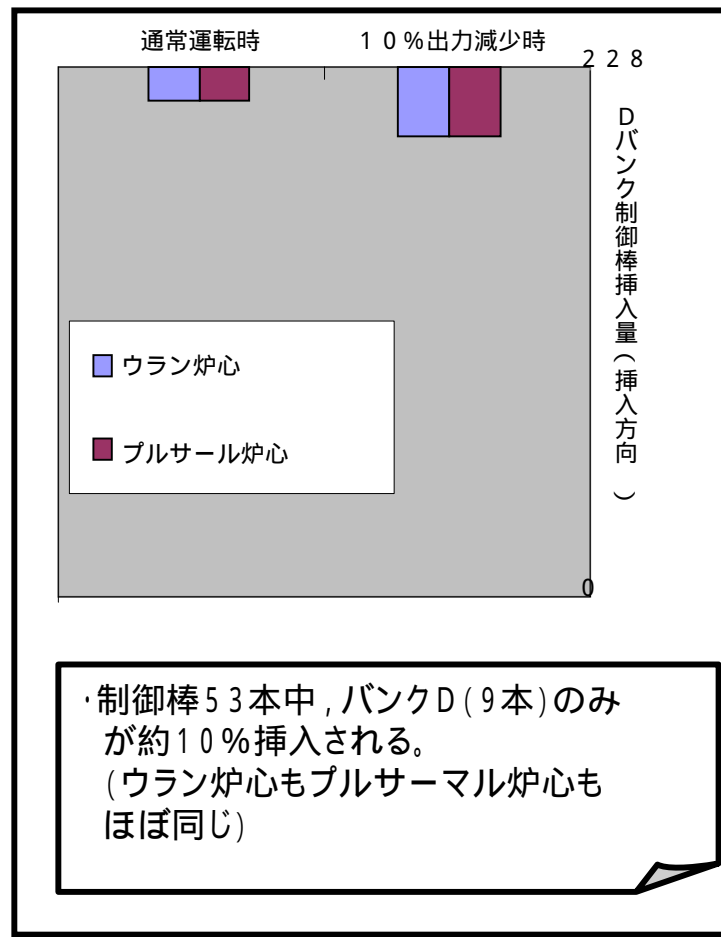 通常運転時
１０％出力減少時
２２８
Dバンク制御棒挿入量（挿入方向 ）
ウラン炉心
プルサール炉心
0
・制御棒５３本中，バンクD（９本）のみ
が約１０％挿入される。
（ウラン炉心もプルサーマル炉心も
ほぼ同じ）